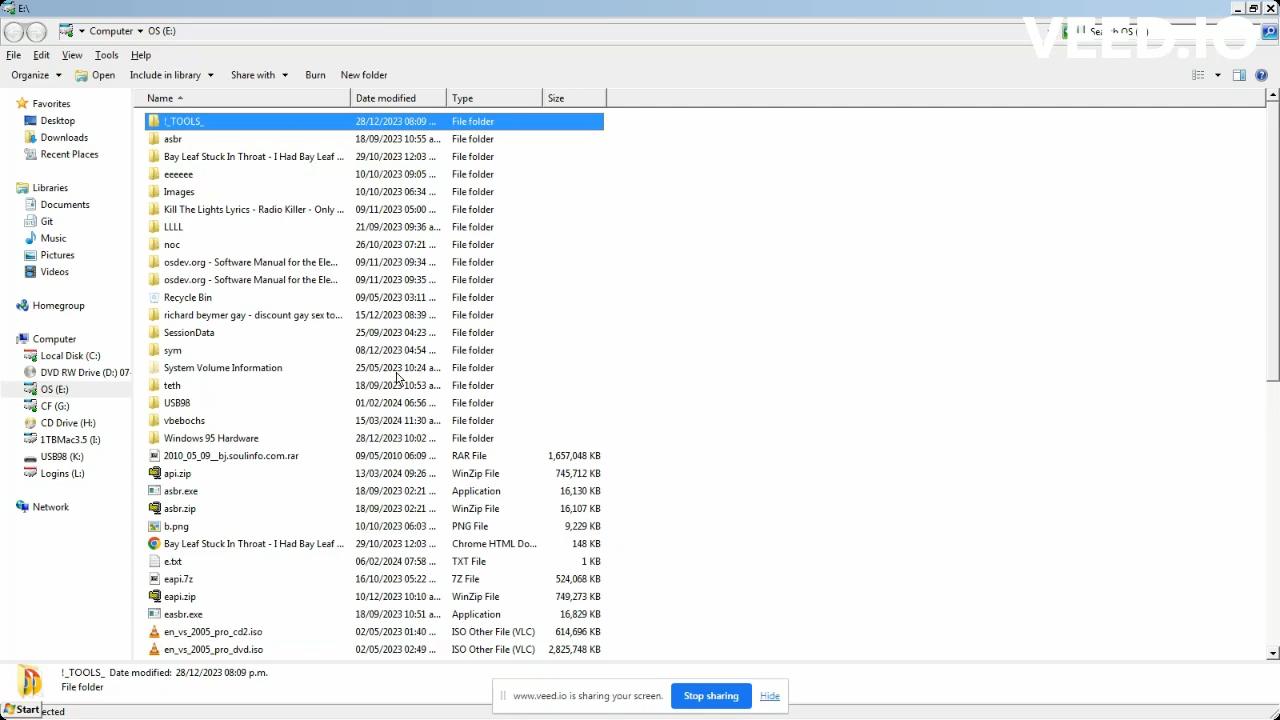 E:\
VEED.IO
Computer OS (E:)
Search OS
File Edit View Tools Help
Organize Open Include in library Share with Burn New folder
Name Date modified Type Size
Favorites
Desktop
Downloads
Recent Places
Libraries
Documents
Git
Music
Pictures
Videos
Homegroup
Computer
Local Disk (C:)
DVD RW Drive (D:) 07-
OS (E:)
CF (G:)
CD Drive (H:)
1TBMac3.5 (I:)
USB98 (K:)
Logins (L:)
Network
!_TOOLS_ 28/12/2023 08:09 ... File folder
asbr 18/09/2023 10:55 a... File folder
Bay Leaf Stuck In Throat - I Had Bay Leaf ... 29/10/2023 12:03 ... File folder
eeeeee 10/10/2023 09:05 ... File folder
Images 10/10/2023 06:34 ... File folder
Kill The Lights Lyrics - Radio Killer - Only ... 09/11/2023 05:00 ... File folder
LLLL 21/09/2023 09:36 a... File folder
noc 26/10/2023 07:21 ... File folder
osdev.org - Software Manual for the Ele... 09/11/2023 09:34 ... File folder
osdev.org - Software Manual for the Ele... 09/11/2023 09:35 ... File folder
Recycle Bin 09/05/2023 03:11 ... File folder
richard beymer gay - discount gay sex to... 15/12/2023 08:39 ... File folder
SessionData 25/09/2023 04:23 ... File folder
sym 08/12/2023 04:54 ... File folder
System Volume Information 25/05/2023 10:24 a... File folder
teth 18/09/2023 10:53 a... File folder
USB98 01/02/2024 06:56 ... File folder
vbebochs 15/03/2024 11:30 a... File folder
Windows 95 Hardware 28/12/2023 10:02 ... File folder
2010_05_09__bj.soulinfo.com.rar 09/05/2010 06:09 ... RAR File 1,657,048 KB
api.zip 13/03/2024 09:26 ... WinZip File 745,712 KB
asbr.exe 18/09/2023 02:21 ... Application 16,130 KB
asbr.zip 18/09/2023 02:21 ... WinZip File 16,107 KB
b.png 10/10/2023 06:03 ... PNG File 9,229 KB
Bay Leaf Stuck In Throat - I Had Bay Leaf ... 29/10/2023 12:03 ... Chrome HTML Do... 148 KB
e.txt 06/02/2024 07:58 ... TXT File 1 KB
eapi.7z 16/10/2023 05:22 ... 7Z File 524,068 KB
eapi.zip 10/12/2023 10:10 a... WinZip File 749,273 KB
easbr.exe 18/09/2023 10:51 a... Application 16,829 KB
en_vs_2005_pro_cd2.iso 02/05/2023 01:40 ... ISO Other File (VLC) 614,696 KB
en_vs_2005_pro_dvd.iso 02/05/2023 02:49 ... ISO Other File (VLC) 2,825,748 KB
!_TOOLS_ Date modified: 28/12/2023 08:09 p.m.
File folder
Start ected
www.veed.io is sharing your screen. Stop sharing Hide